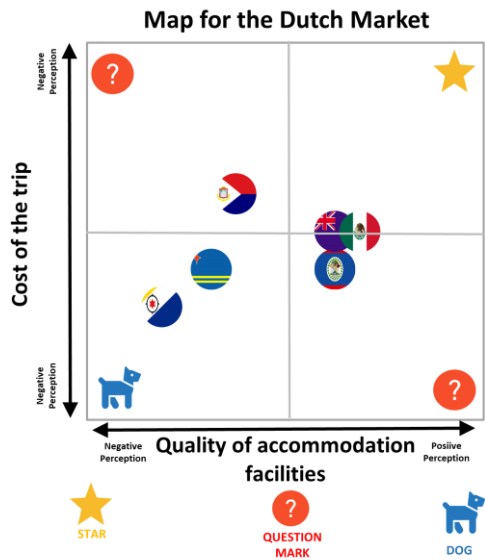 Map for the Dutch Market
Negative
Perception
?
Cost of the trip
Negative
Perception
?
Negative
Perception
Quality of accommodation
facilities
Posiive
Perception
?
STAR
QUESTION
MARK
DOG